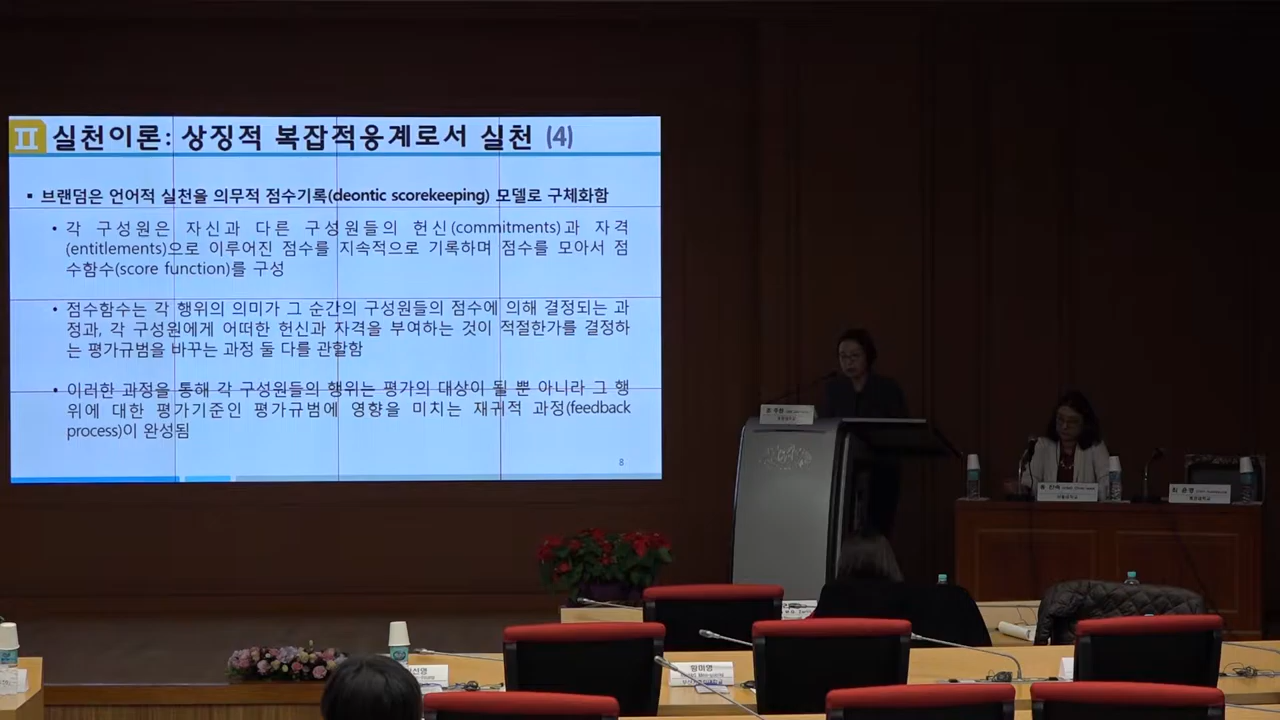 Ⅱ 실천이론: 상징적 복잡적응계로서 실천 (4)
▪ 브랜덤은 언어적 실천을 의무적 점수기록(deontic scorekeeping) 모델로 구체화함
• 각 구성원은 자신과 다른 구성원들의 헌신(commitments)과 자격
(entitlements)으로 이루어진 점수를 지속적으로 기록하며 점수를 모아서 점
수함수(score function)를 구성
• 점수함수는 각 행위의 의미가 그 순간의 구성원들의 점수에 의해 결정되는 과
정과, 각 구성원에게 어떠한 헌신과 자격을 부여하는 것이 적절한가를 결정하
는 평가규범을 바꾸는 과정 둘 다를 관할함
• 이러한 과정을 통해 각 구성원들의 행위는 평가의 대상이 될 뿐 아니라 그 행
위에 대한 평가기준인 평가규범에 영향을 미치는 재귀적 과정(feedback
process)이 완성됨
8